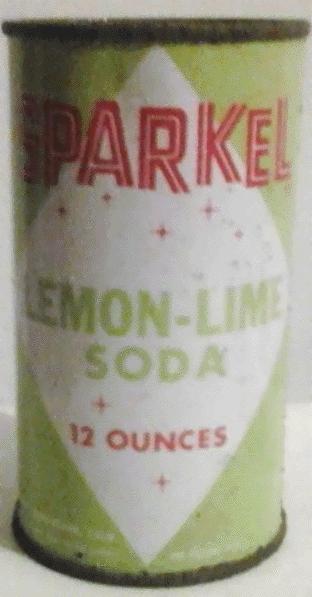 SPARKEL
LEMON-LIME
SODA
12 OUNCES